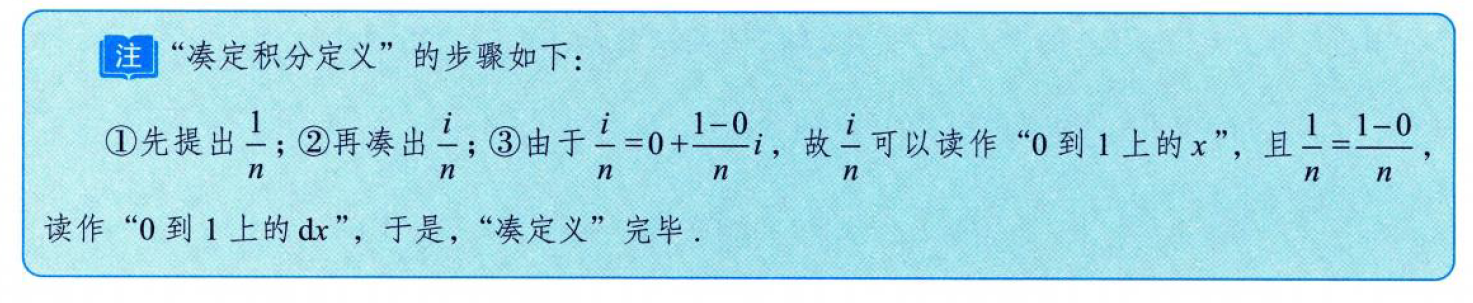 注 “凑定积分定义”的步骤如下:
①先提出 $\frac{1}{n}$; ②再凑出 $\frac{i}{n}$; ③由于 $\frac{i}{n}=0+\frac{1-0}{n}i$, 故 $\frac{i}{n}$ 可以读作“0 到 1 上的 $x$”, 且 $\frac{1}{n}=\frac{1-0}{n}$,
读作“0 到 1 上的 $\mathrm{d}x$”, 于是,“凑定义”完毕.